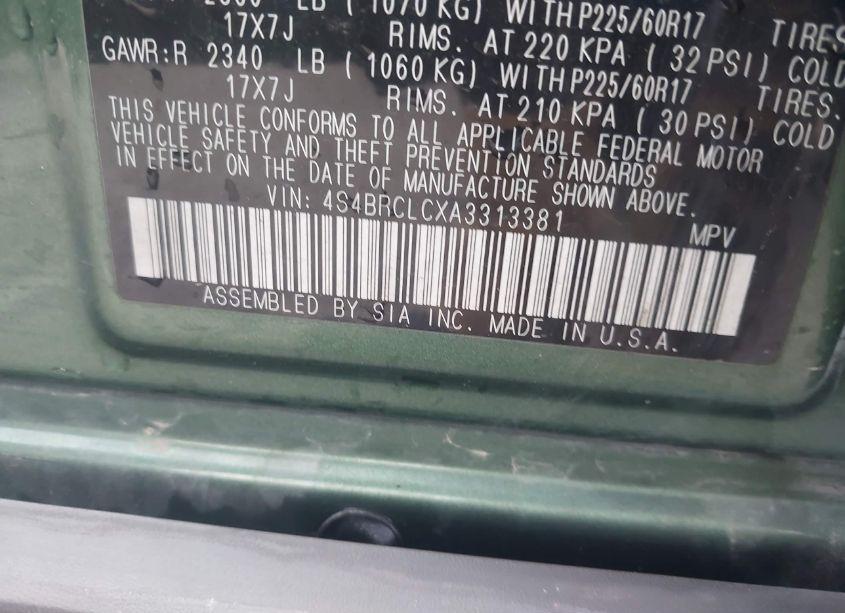 LB ( 1070 KG) WITH P225/60R17 TIRES
17X7J RIMS. AT 220 KPA ( 32 PSI) COLD
GAWR:R 2340 LB ( 1060 KG) WITH P225/60R17 TIRES.
17X7J RIMS. AT 210 KPA ( 30 PSI) COLD
THIS VEHICLE CONFORMS TO ALL APPLICABLE FEDERAL MOTOR
VEHICLE SAFETY AND THEFT PREVENTION STANDARDS
IN EFFECT ON THE DATE OF MANUFACTURE SHOWN ABOVE.
VIN: 4S4BRCLCXA3313381 MPV
ASSEMBLED BY SIA INC. MADE IN U.S.A.